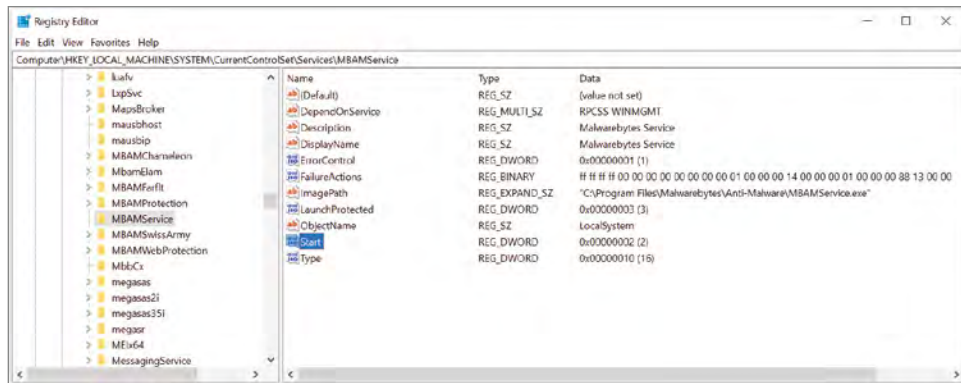 Registry Editor
File Edit View Favorites Help
Computer\HKEY_LOCAL_MACHINE\SYSTEM\CurrentControlSet\Services\MBAMService
luafv
LxpSvc
MapsBroker
mausbhost
mausbip
MBAMChameleon
MbamElam
MBAMFarflt
MBAMProtection
MBAMService
MBAMSwissArmy
MBAMWebProtection
MbbCx
megasas
megasas2i
megasas35i
megasr
MEIx64
MessagingService
Name Type Data
(Default) REG_SZ (value not set)
DependOnService REG_MULTI_SZ RPCSS WINMGMT
Description REG_SZ Malwarebytes Service
DisplayName REG_SZ Malwarebytes Service
ErrorControl REG_DWORD 0x00000001 (1)
FailureActions REG_BINARY ff ff ff ff 00 00 00 00 00 00 00 00 01 00 00 00 14 00 00 00 01 00 00 00 88 13 00 00
ImagePath REG_EXPAND_SZ "C:\Program Files\Malwarebytes\Anti-Malware\MBAMService.exe"
LaunchProtected REG_DWORD 0x00000003 (3)
ObjectName REG_SZ LocalSystem
Start REG_DWORD 0x00000002 (2)
Type REG_DWORD 0x00000010 (16)